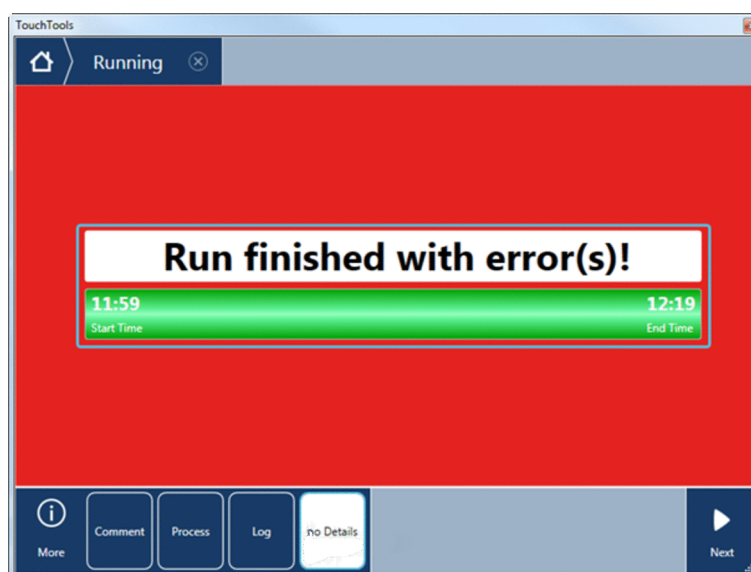 TouchTools
Running
Run finished with error(s)!
11:59 12:19
Start Time End Time
Comment Process Log no Details
More Next